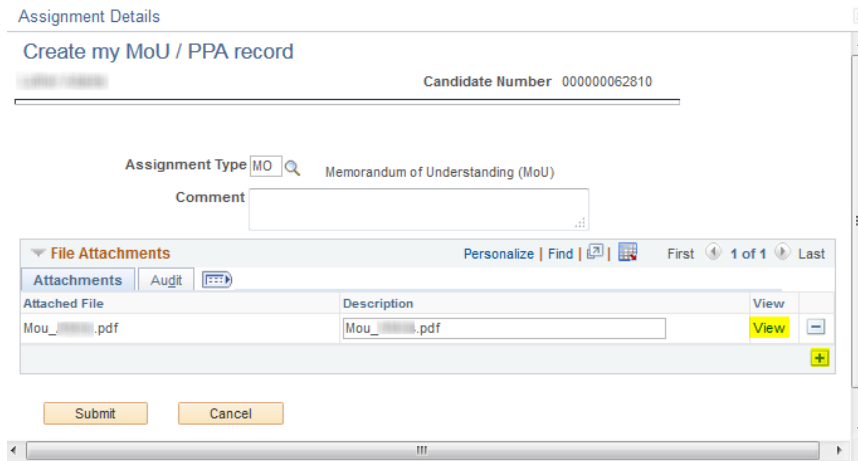 Assignment Details
Create my MoU / PPA record
Candidate Number 000000062810
Assignment Type MO Memorandum of Understanding (MoU)
Comment
File Attachments Personalize | Find | | First 1 of 1 Last
Attachments Audit
Attached File Description View
Mou_ .pdf Mou_ .pdf View
Submit Cancel